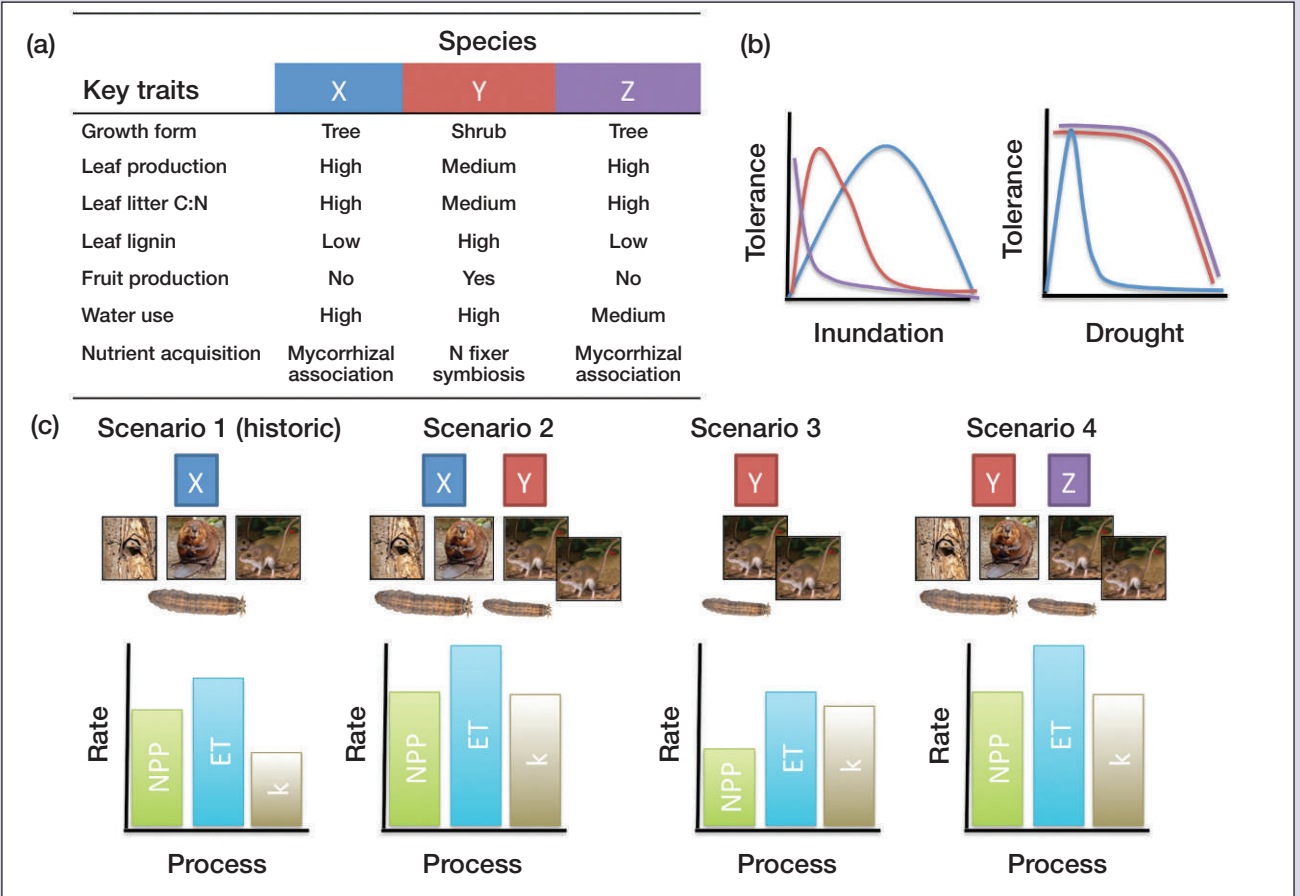 (a)
Species
Key traits X Y Z
Growth form Tree Shrub Tree
Leaf production High Medium High
Leaf litter C:N High Medium High
Leaf lignin Low High Low
Fruit production No Yes No
Water use High High Medium
Nutrient acquisition Mycorrhizal N fixer Mycorrhizal
association symbiosis association
(b)
Tolerance
Inundation
Tolerance
Drought
(c)
Scenario 1 (historic) Scenario 2 Scenario 3 Scenario 4
X X Y Y Y Z
Rate NPP ET k
Process
Rate NPP ET k
Process
Rate NPP ET k
Process
Rate NPP ET k
Process